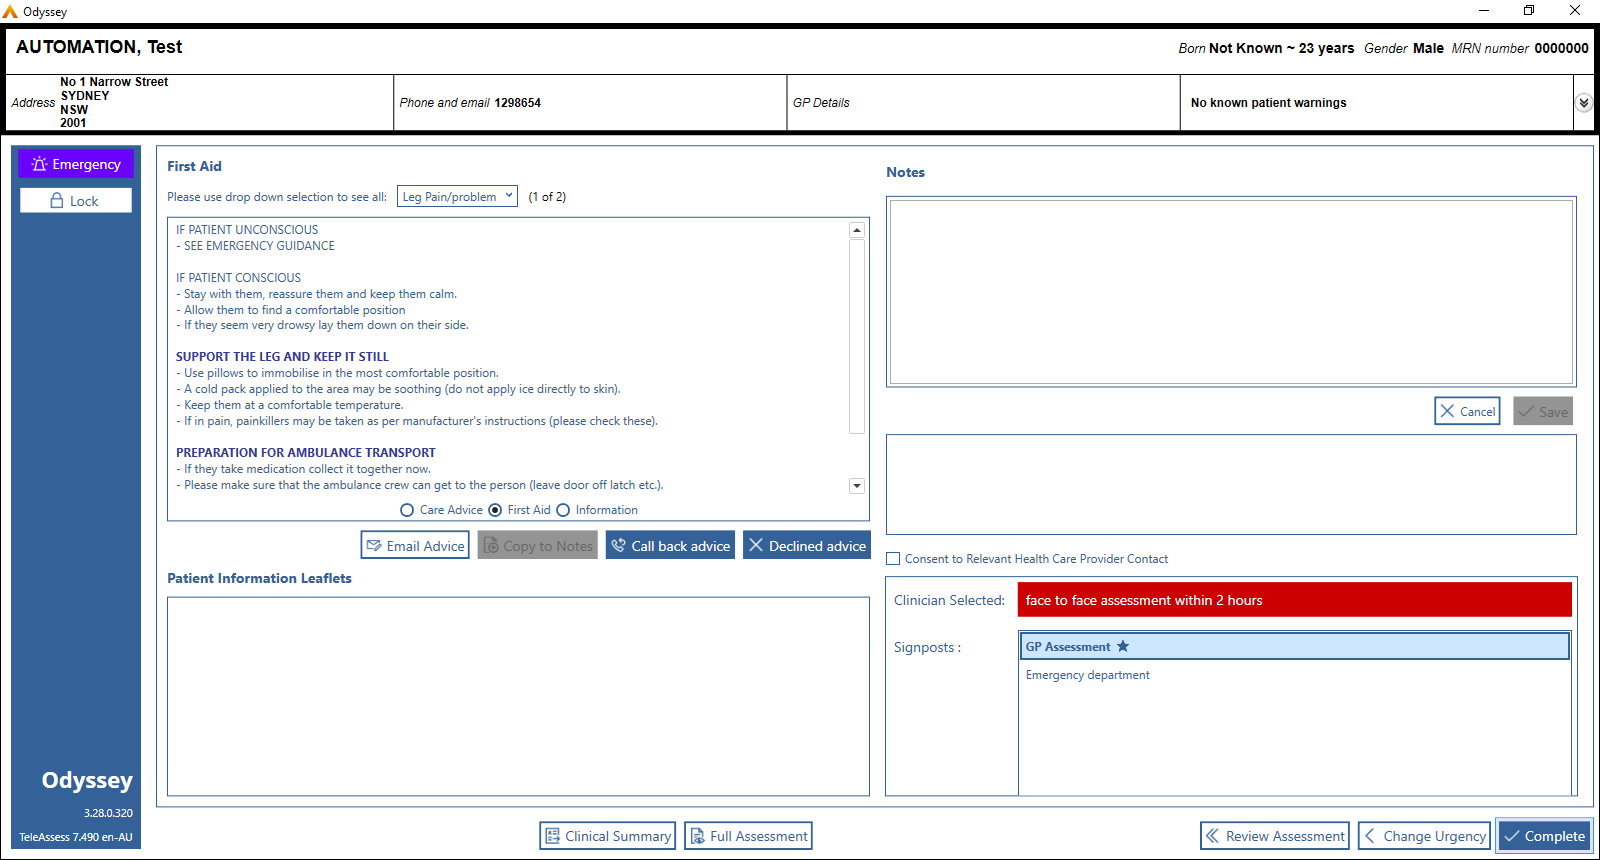 Odyssey
AUTOMATION, Test
Born Not Known ~ 23 years Gender Male MRN number 0000000
Address No 1 Narrow Street
SYDNEY
NSW
2001
Phone and email 1298654
GP Details
No known patient warnings
Emergency
Lock
First Aid
Please use drop down selection to see all: Leg Pain/problem (1 of 2)
IF PATIENT UNCONSCIOUS
- SEE EMERGENCY GUIDANCE
IF PATIENT CONSCIOUS
- Stay with them, reassure them and keep them calm.
- Allow them to find a comfortable position
- If they seem very drowsy lay them down on their side.
SUPPORT THE LEG AND KEEP IT STILL
- Use pillows to immobilise in the most comfortable position.
- A cold pack applied to the area may be soothing (do not apply ice directly to skin).
- Keep them at a comfortable temperature.
- If in pain, painkillers may be taken as per manufacturer's instructions (please check these).
PREPARATION FOR AMBULANCE TRANSPORT
- If they take medication collect it together now.
- Please make sure that the ambulance crew can get to the person (leave door off latch etc.).
Care Advice First Aid Information
Email Advice Copy to Notes Call back advice Declined advice
Patient Information Leaflets
Notes
Cancel Save
Consent to Relevant Health Care Provider Contact
Clinician Selected: face to face assessment within 2 hours
Signposts : GP Assessment
Emergency department
Odyssey
3.28.0.320
TeleAssess 7.490 en-AU
Clinical Summary Full Assessment Review Assessment Change Urgency Complete